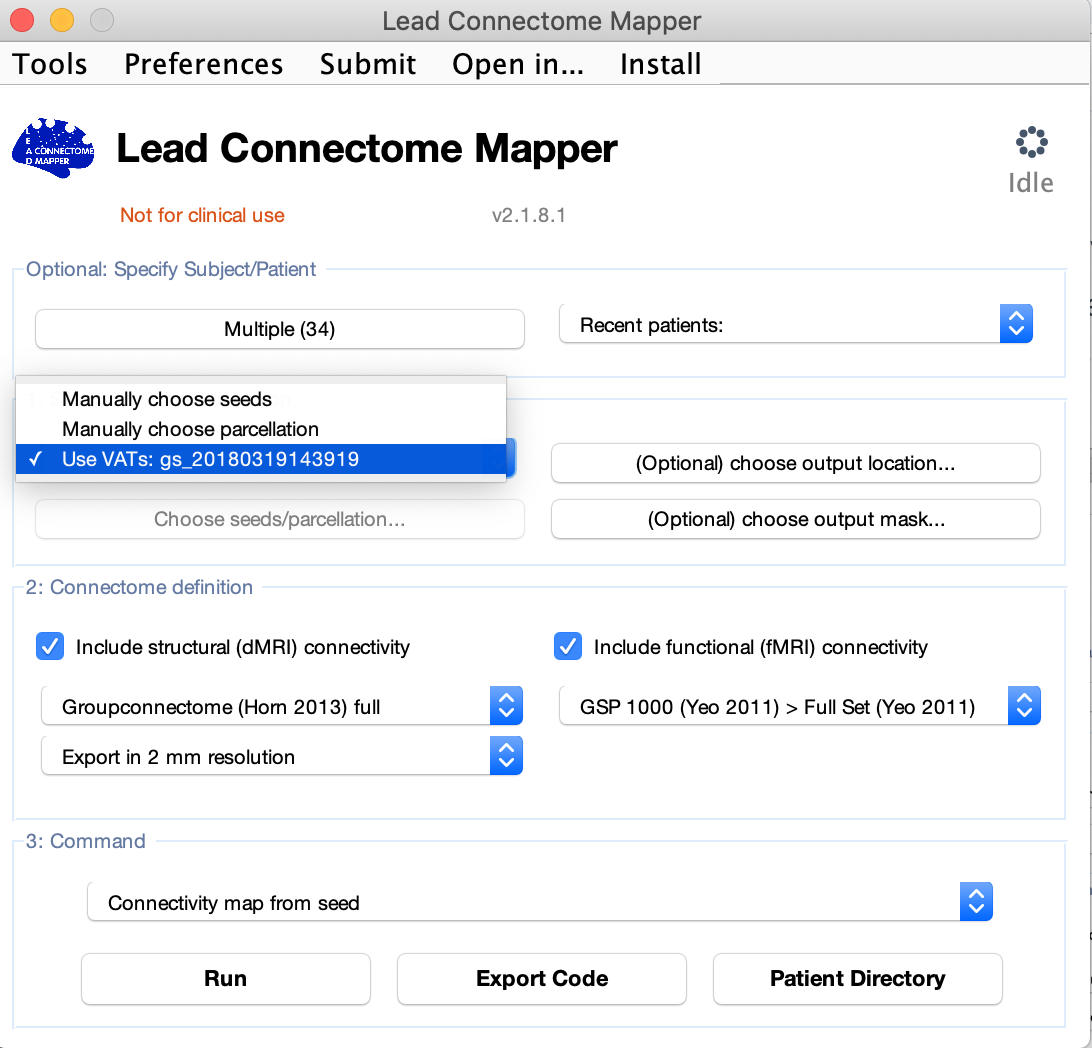 Lead Connectome Mapper
Tools Preferences Submit Open in... Install
L
E
A CONNECTOME
D MAPPER
Lead Connectome Mapper
Idle
Not for clinical use v2.1.8.1
Optional: Specify Subject/Patient
Multiple (34) Recent patients:
Manually choose seeds
Manually choose parcellation
✓ Use VATs: gs_20180319143919
(Optional) choose output location...
Choose seeds/parcellation... (Optional) choose output mask...
2: Connectome definition
Include structural (dMRI) connectivity Include functional (fMRI) connectivity
Groupconnectome (Horn 2013) full GSP 1000 (Yeo 2011) > Full Set (Yeo 2011)
Export in 2 mm resolution
3: Command
Connectivity map from seed
Run Export Code Patient Directory